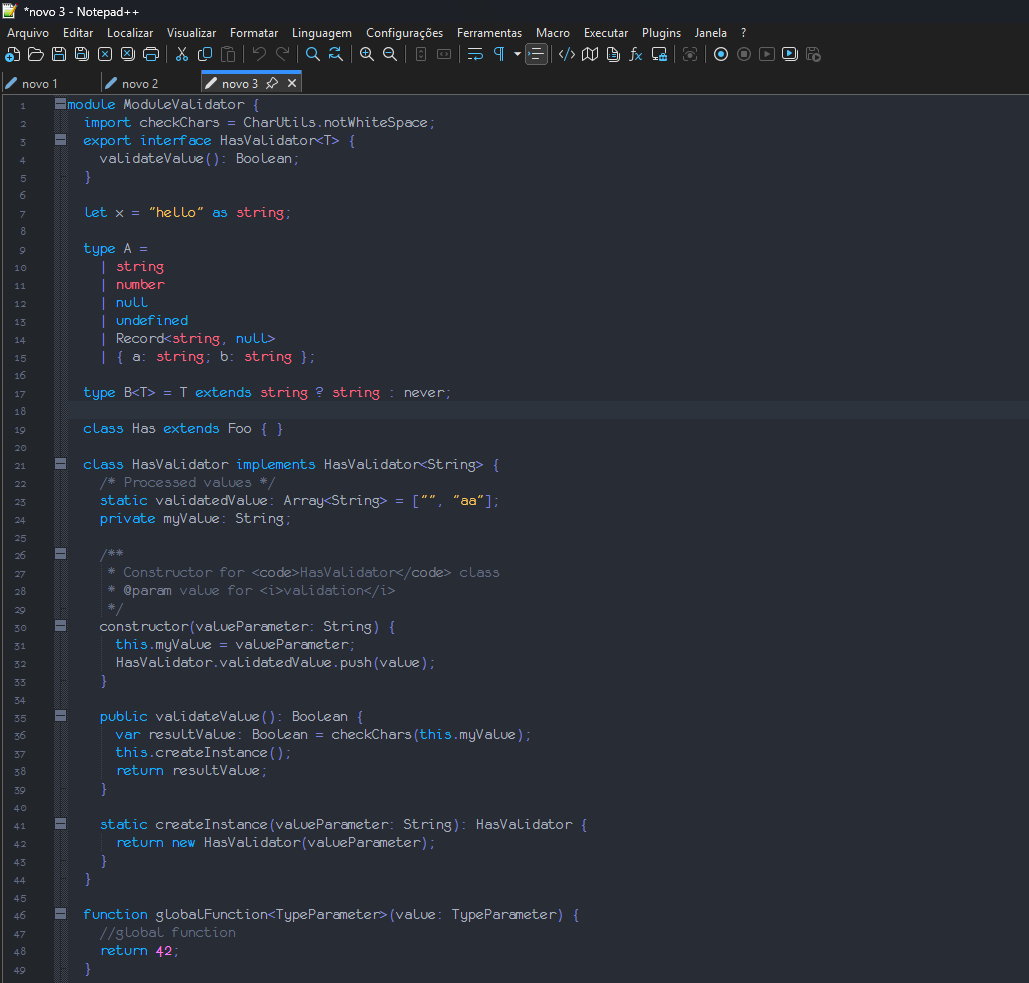 *novo 3 - Notepad++
Arquivo Editar Localizar Visualizar Formatar Linguagem Configurações Ferramentas Macro Executar Plugins Janela ?
novo 1 novo 2 novo 3
1 module ModuleValidator {
2 import checkChars = CharUtils.notWhiteSpace;
3 export interface HasValidator<T> {
4 validateValue(): Boolean;
5 }
6
7 let x = "hello" as string;
8
9 type A =
10 | string
11 | number
12 | null
13 | undefined
14 | Record<string, null>
15 | { a: string; b: string };
16
17 type B<T> = T extends string ? string : never;
18
19 class Has extends Foo { }
20
21 class HasValidator implements HasValidator<String> {
22 /* Processed values */
23 static validatedValue: Array<String> = ["", "aa"];
24 private myValue: String;
25
26 /**
27 * Constructor for <code>HasValidator</code> class
28 * @param value for <i>validation</i>
29 */
30 constructor(valueParameter: String) {
31 this.myValue = valueParameter;
32 HasValidator.validatedValue.push(value);
33 }
34
35 public validateValue(): Boolean {
36 var resultValue: Boolean = checkChars(this.myValue);
37 this.createInstance();
38 return resultValue;
39 }
40
41 static createInstance(valueParameter: String): HasValidator {
42 return new HasValidator(valueParameter);
43 }
44 }
45
46 function globalFunction<TypeParameter>(value: TypeParameter) {
47 //global function
48 return 42;
49 }